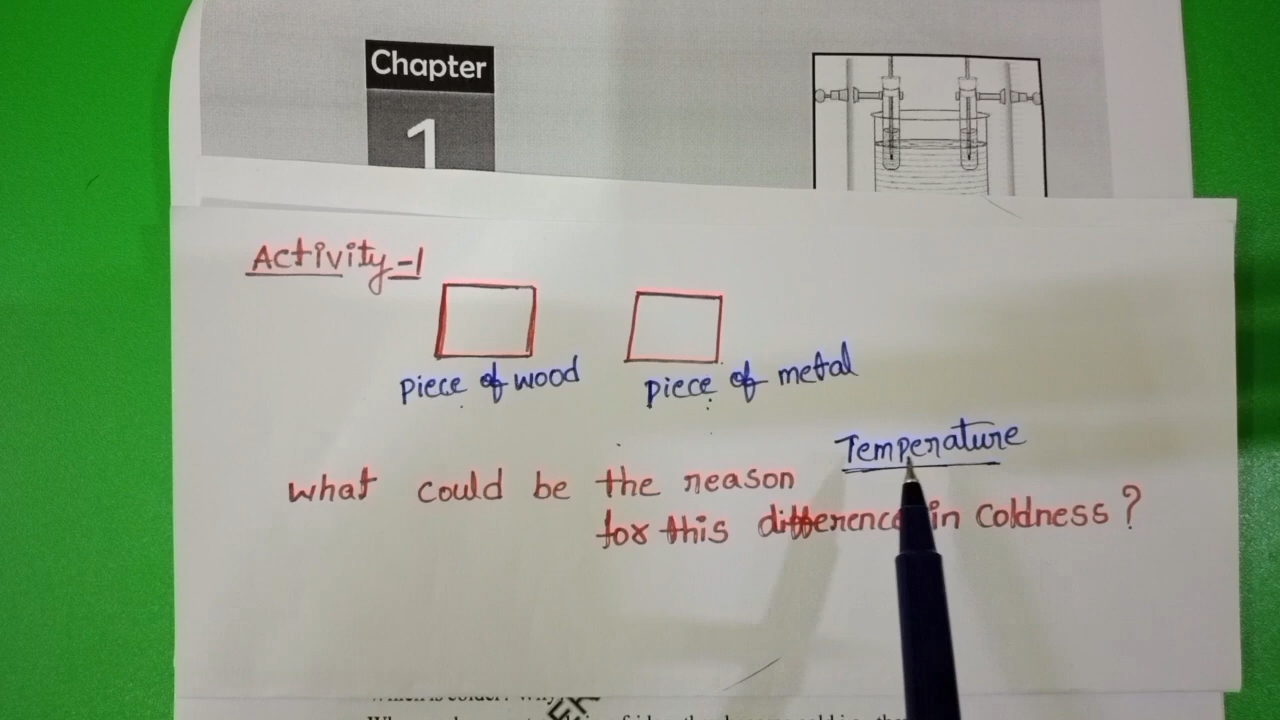 Chapter
1
Activity-1
piece of wood
piece of metal
Temperature
what could be the reason
for this difference in coldness?